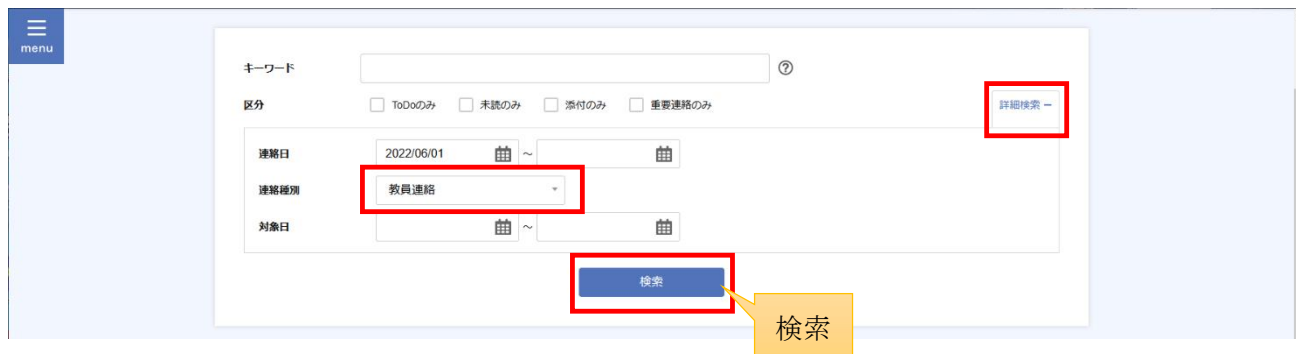 menu
キーワード
区分 ToDoのみ 未読のみ 添付のみ 重要連絡のみ 詳細検索 −
連絡日 2022/06/01 ～
連絡種別 教員連絡
対象日 ～
検索
検索